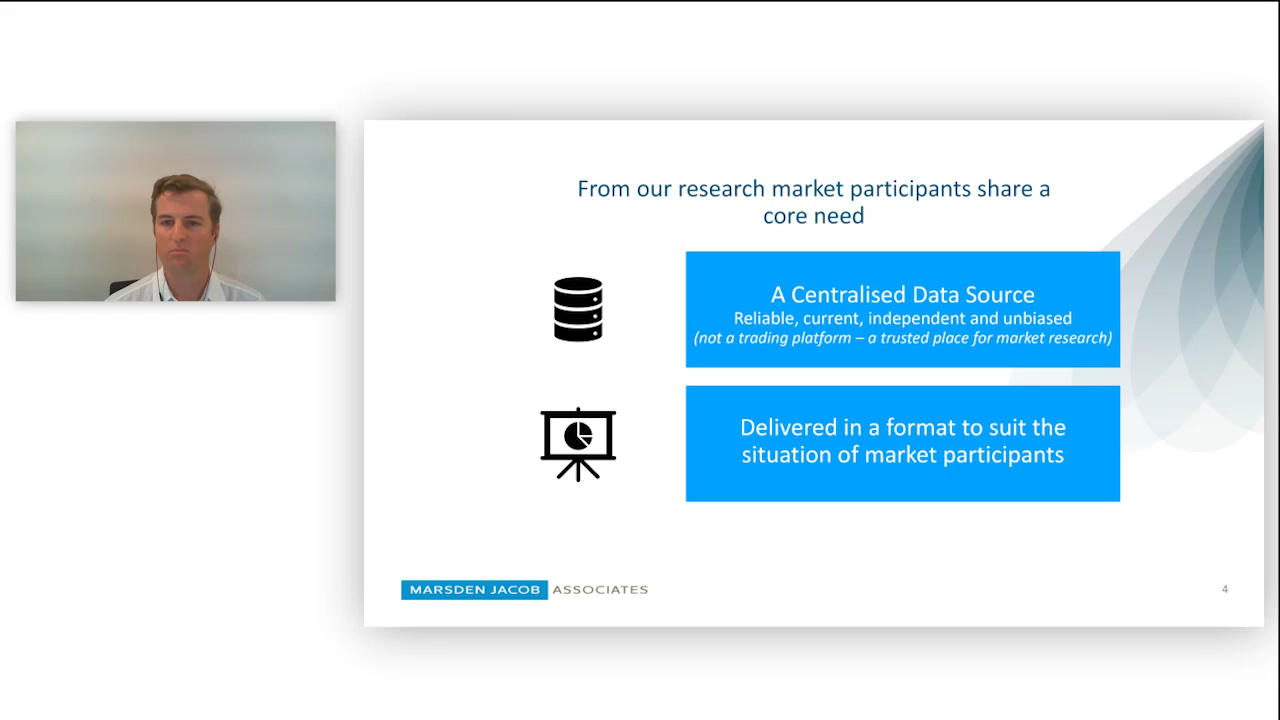 From our research market participants share a
core need
A Centralised Data Source
Reliable, current, independent and unbiased
(not a trading platform – a trusted place for market research)
Delivered in a format to suit the
situation of market participants
MARSDEN JACOB ASSOCIATES
4